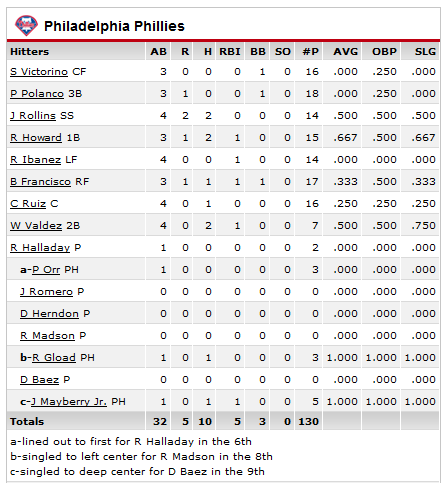 Philadelphia Phillies
Hitters AB R H RBI BB SO #P AVG OBP SLG
S Victorino CF 3 0 0 0 1 0 16 .000 .250 .000
P Polanco 3B 3 1 0 0 1 0 18 .000 .250 .000
J Rollins SS 4 2 2 0 0 0 14 .500 .500 .500
R Howard 1B 3 1 2 1 0 0 15 .667 .500 .667
R Ibanez LF 4 0 0 1 0 0 14 .000 .000 .000
B Francisco RF 3 1 1 1 1 0 17 .333 .500 .333
C Ruiz C 4 0 1 0 0 0 16 .250 .250 .250
W Valdez 2B 4 0 2 1 0 0 7 .500 .500 .750
R Halladay P 1 0 0 0 0 0 2 .000 .000 .000
a-P Orr PH 1 0 0 0 0 0 3 .000 .000 .000
J Romero P 0 0 0 0 0 0 0 .000 .000 .000
D Herndon P 0 0 0 0 0 0 0 .000 .000 .000
R Madson P 0 0 0 0 0 0 0 .000 .000 .000
b-R Gload PH 1 0 1 0 0 0 3 1.000 1.000 1.000
D Baez P 0 0 0 0 0 0 0 .000 .000 .000
c-J Mayberry Jr. PH 1 0 1 1 0 0 5 1.000 1.000 1.000
Totals 32 5 10 5 3 0 130
a-lined out to first for R Halladay in the 6th
b-singled to left center for R Madson in the 8th
c-singled to deep center for D Baez in the 9th